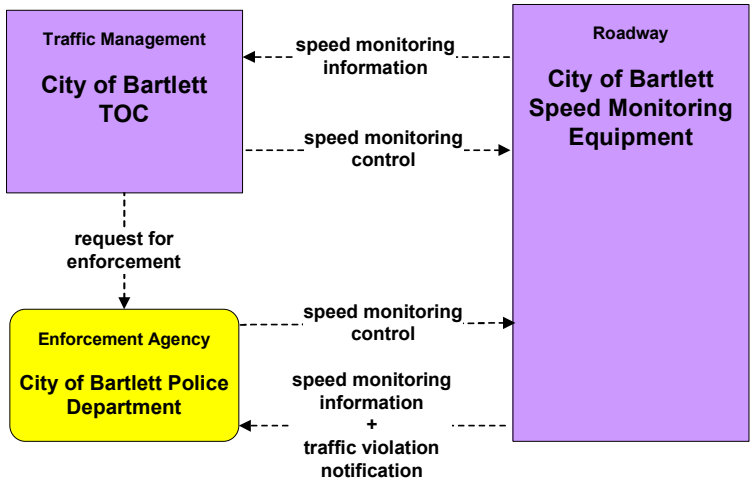 Traffic Management
City of Bartlett
TOC
speed monitoring
information
speed monitoring
control
Roadway
City of Bartlett
Speed Monitoring
Equipment
request for
enforcement
Enforcement Agency
City of Bartlett Police
Department
speed monitoring
control
speed monitoring
information
+
traffic violation
notification